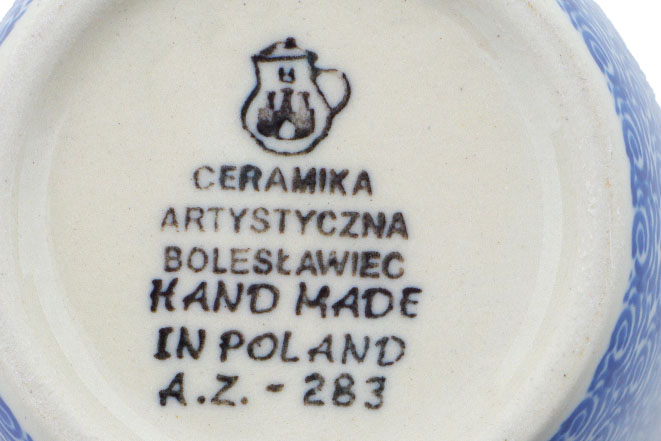 CERAMIKA
ARTYSTYCZNA
BOLESŁAWIEC
HAND MADE
IN POLAND
A.Z. - 283